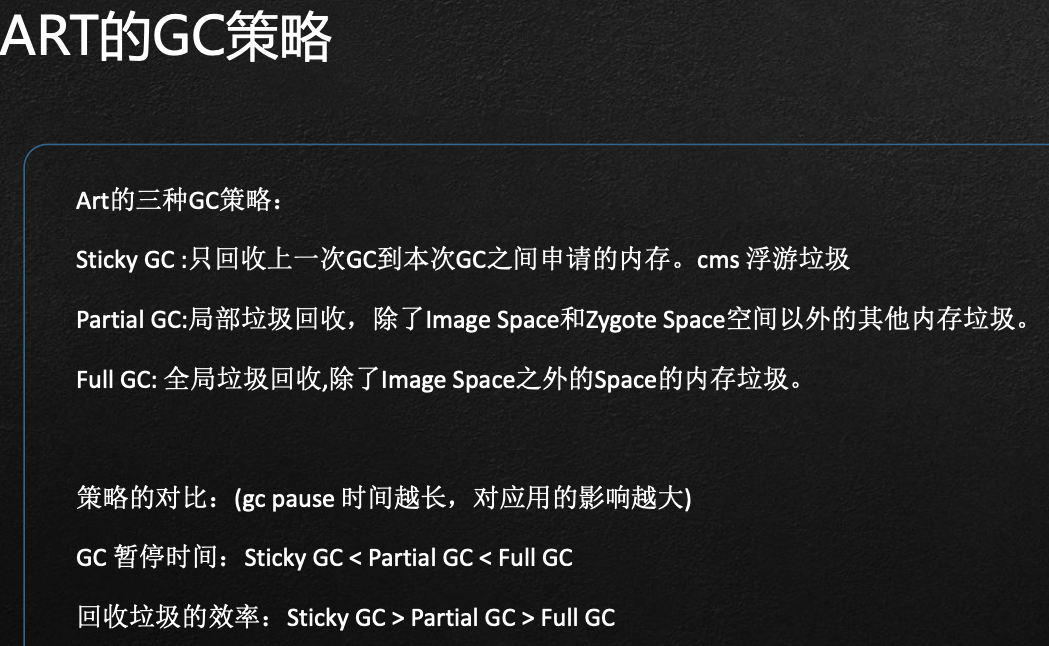 ART的GC策略
Art的三种GC策略：
Sticky GC :只回收上一次GC到本次GC之间申请的内存。cms 浮游垃圾
Partial GC:局部垃圾回收，除了Image Space和Zygote Space空间以外的其他内存垃圾。
Full GC: 全局垃圾回收,除了Image Space之外的Space的内存垃圾。
策略的对比：(gc pause 时间越长，对应用的影响越大)
GC 暂停时间：Sticky GC < Partial GC < Full GC
回收垃圾的效率：Sticky GC > Partial GC > Full GC